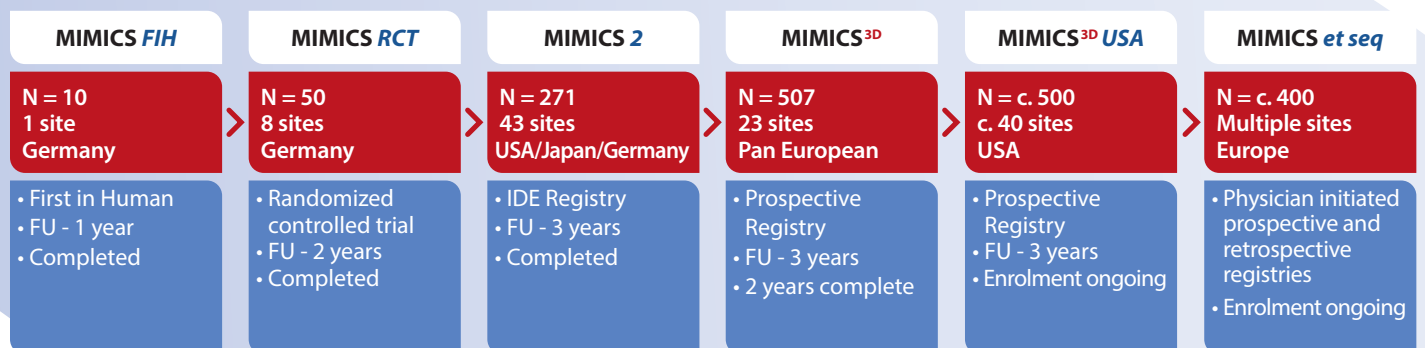 MIMICS FIH
N = 10
1 site
Germany
• First in Human
• FU - 1 year
• Completed
MIMICS RCT
N = 50
8 sites
Germany
• Randomized
controlled trial
• FU - 2 years
• Completed
MIMICS 2
N = 271
43 sites
USA/Japan/Germany
• IDE Registry
• FU - 3 years
• Completed
MIMICS3D
N = 507
23 sites
Pan European
• Prospective
Registry
• FU - 3 years
• 2 years complete
MIMICS3D USA
N = c. 500
c. 40 sites
USA
• Prospective
Registry
• FU - 3 years
• Enrolment ongoing
MIMICS et seq
N = c. 400
Multiple sites
Europe
• Physician initiated
prospective and
retrospective
registries
• Enrolment ongoing